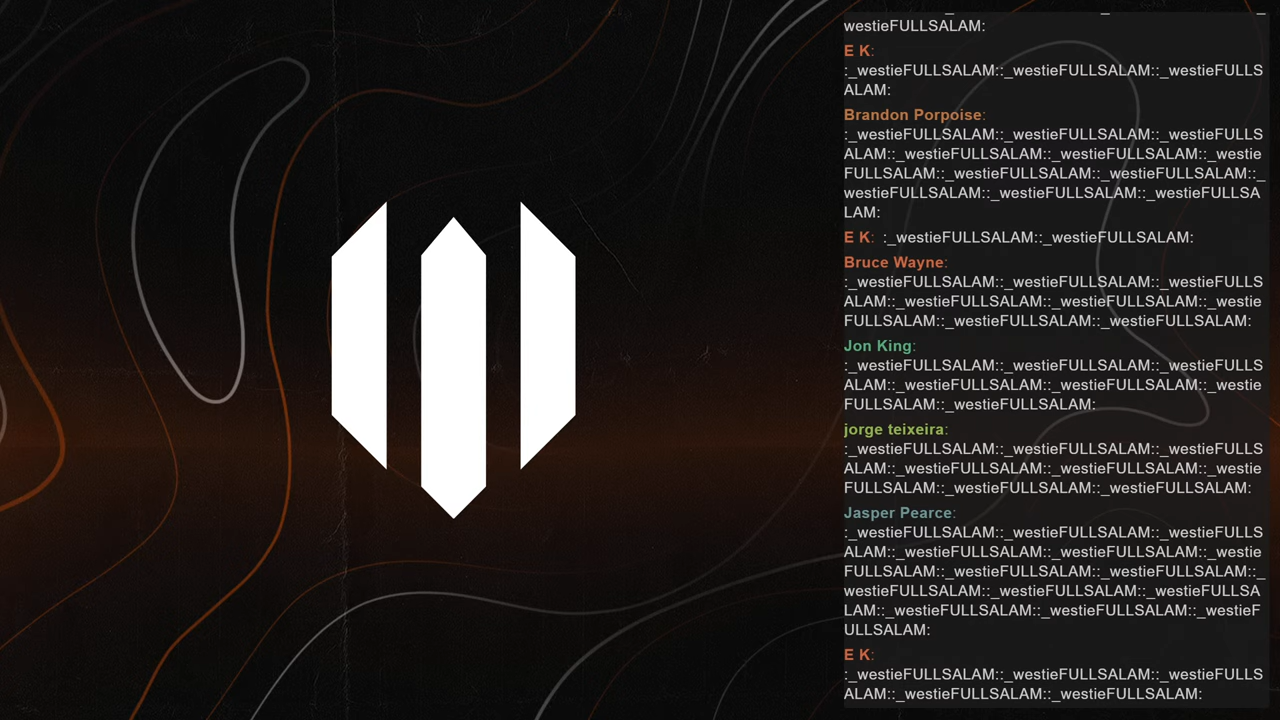 westieFULLSALAM:
E K:
:_westieFULLSALAM::_westieFULLSALAM::_westieFULLS
ALAM:
Brandon Porpoise:
:_westieFULLSALAM::_westieFULLSALAM::_westieFULLS
ALAM::_westieFULLSALAM::_westieFULLSALAM::_westie
FULLSALAM::_westieFULLSALAM::_westieFULLSALAM::_
westieFULLSALAM::_westieFULLSALAM::_westieFULLSA
LAM:
E K: :_westieFULLSALAM::_westieFULLSALAM:
Bruce Wayne:
:_westieFULLSALAM::_westieFULLSALAM::_westieFULLS
ALAM::_westieFULLSALAM::_westieFULLSALAM::_westie
FULLSALAM::_westieFULLSALAM::_westieFULLSALAM:
Jon King:
:_westieFULLSALAM::_westieFULLSALAM::_westieFULLS
ALAM::_westieFULLSALAM::_westieFULLSALAM::_westie
FULLSALAM::_westieFULLSALAM:
jorge teixeira:
:_westieFULLSALAM::_westieFULLSALAM::_westieFULLS
ALAM::_westieFULLSALAM::_westieFULLSALAM::_westie
FULLSALAM::_westieFULLSALAM::_westieFULLSALAM:
Jasper Pearce:
:_westieFULLSALAM::_westieFULLSALAM::_westieFULLS
ALAM::_westieFULLSALAM::_westieFULLSALAM::_westie
FULLSALAM::_westieFULLSALAM::_westieFULLSALAM::_
westieFULLSALAM::_westieFULLSALAM::_westieFULLSA
LAM::_westieFULLSALAM::_westieFULLSALAM::_westieF
ULLSALAM:
E K:
:_westieFULLSALAM::_westieFULLSALAM::_westieFULLS
ALAM::_westieFULLSALAM::_westieFULLSALAM: